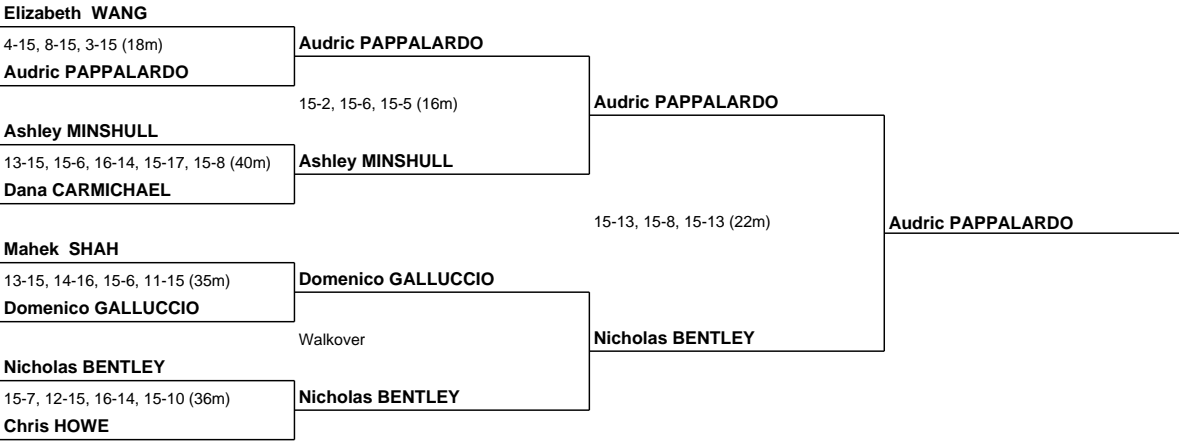 Elizabeth  WANG
4-15, 8-15, 3-15 (18m)
Audric PAPPALARDO
Audric PAPPALARDO
15-2, 15-6, 15-5 (16m)
Audric PAPPALARDO
Ashley MINSHULL
13-15, 15-6, 16-14, 15-17, 15-8 (40m)
Ashley MINSHULL
Dana CARMICHAEL
15-13, 15-8, 15-13 (22m)
Audric PAPPALARDO
Mahek  SHAH
13-15, 14-16, 15-6, 11-15 (35m)
Domenico GALLUCCIO
Domenico GALLUCCIO
Walkover
Nicholas BENTLEY
Nicholas BENTLEY
15-7, 12-15, 16-14, 15-10 (36m)
Nicholas BENTLEY
Chris HOWE